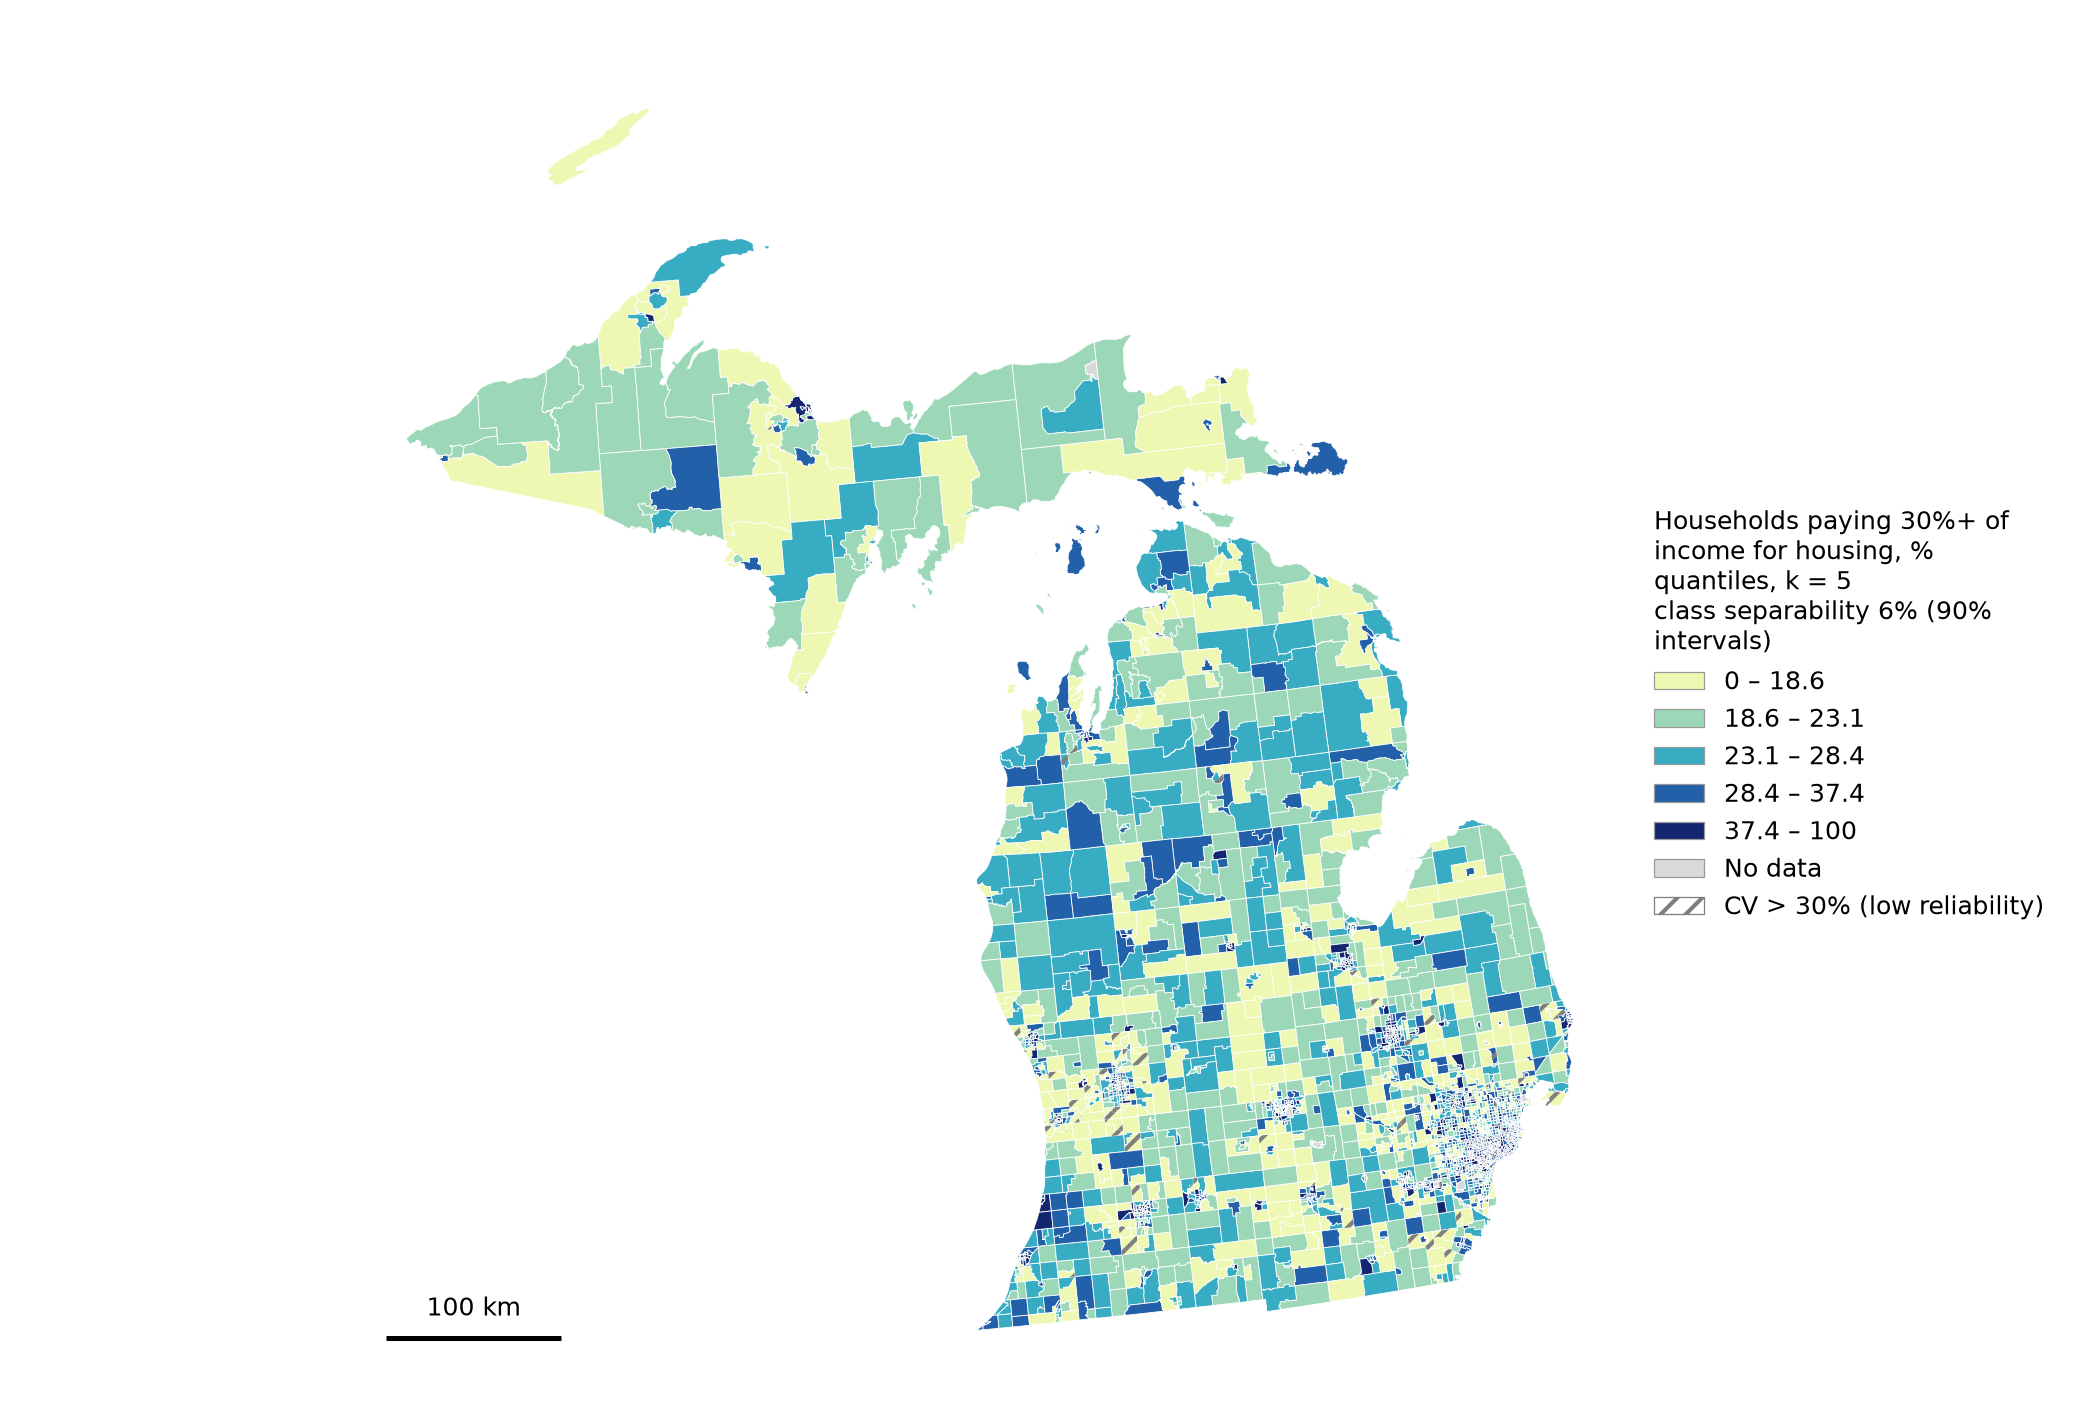 Households paying 30%+ of
income for housing, %
quantiles, k = 5
class separability 6% (90%
intervals)
0 – 18.6
18.6 – 23.1
23.1 – 28.4
28.4 – 37.4
37.4 – 100
No data
CV > 30% (low reliability)
100 km